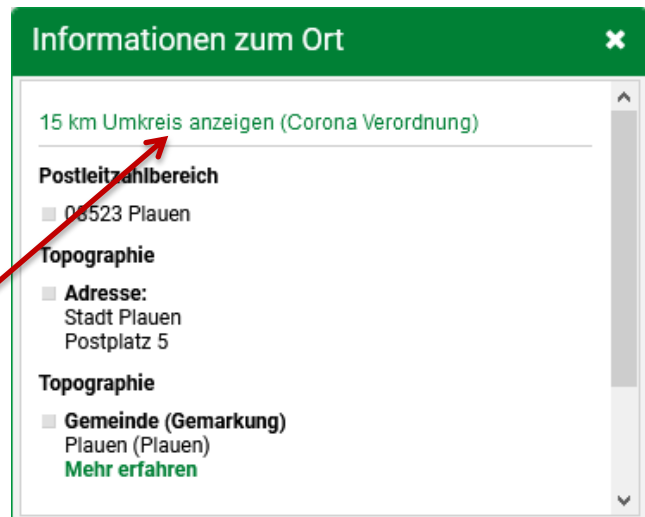 Informationen zum Ort
15 km Umkreis anzeigen (Corona Verordnung)
Postleitzahlbereich
08523 Plauen
Topographie
Adresse:
Stadt Plauen
Postplatz 5
Topographie
Gemeinde (Gemarkung)
Plauen (Plauen)
Mehr erfahren